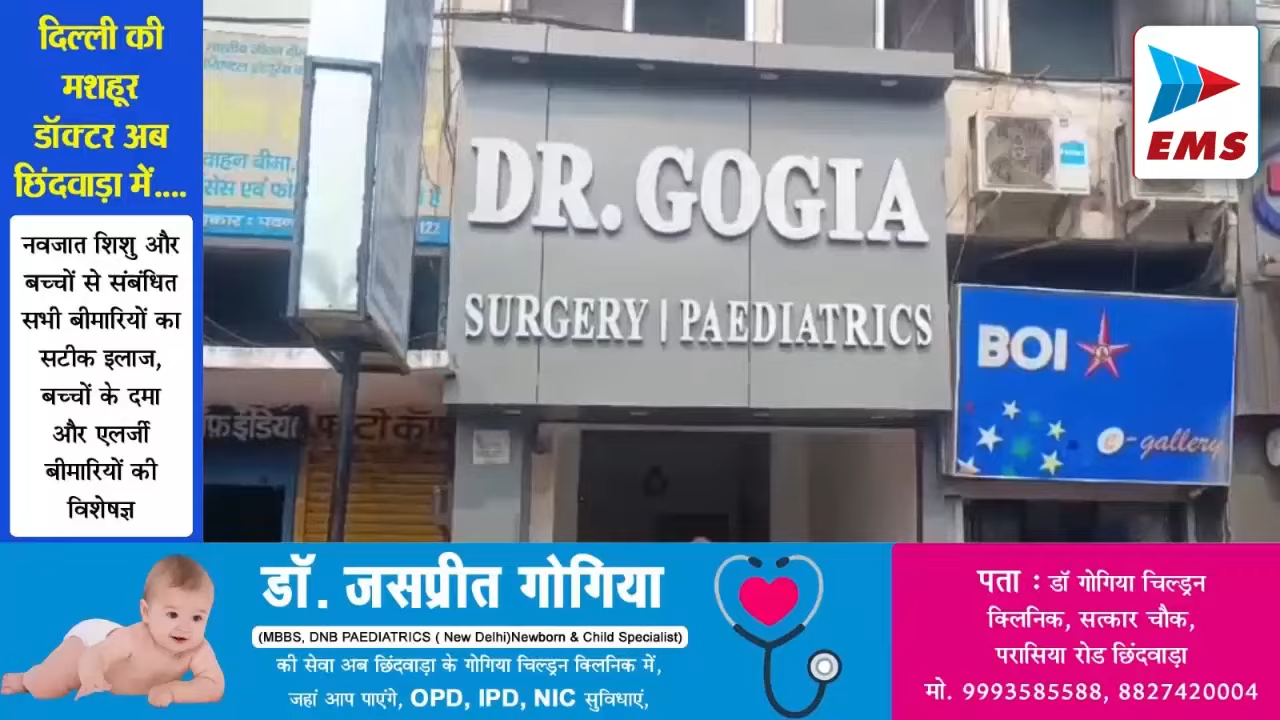 दिल्ली की
मशहूर
डॉक्टर अब
छिंदवाड़ा में....
नवजात शिशु और
बच्चों से संबंधित
सभी बीमारियों का
सटीक इलाज,
बच्चों के दमा
और एलर्जी
बीमारियों की
विशेषज्ञ
वाहन बीमा,
122
DR. GOGIA
SURGERY | PAEDIATRICS
EMS
BOI
e-gallery
इंडिया
डॉ. जसप्रीत गोगिया
(MBBS, DNB PAEDIATRICS ( New Delhi)Newborn & Child Specialist)
की सेवा अब छिंदवाड़ा के गोगिया चिल्ड्रन क्लिनिक में,
जहां आप पाएंगे, OPD, IPD, NIC सुविधाएं,
पता : डॉ गोगिया चिल्ड्रन
क्लिनिक, सत्कार चौक,
परासिया रोड छिंदवाड़ा
मो. 9993585588, 8827420004